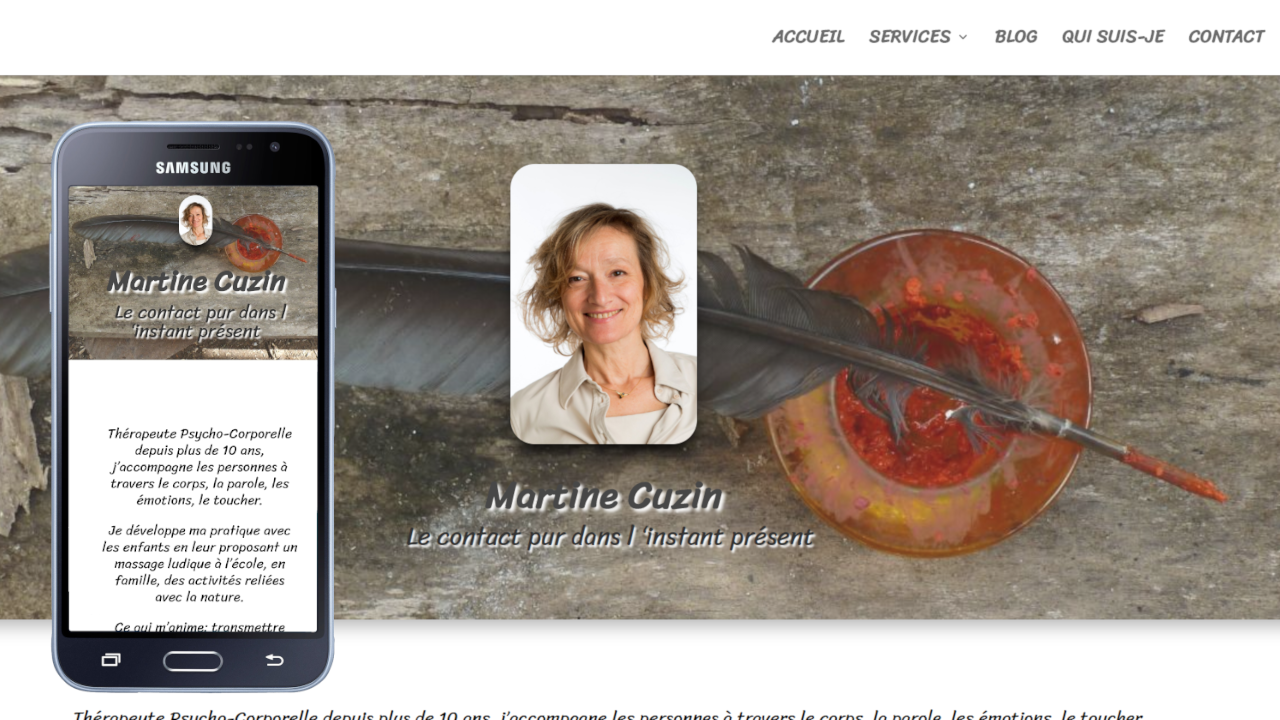 ACCUEIL SERVICES BLOG QUI SUIS-JE CONTACT
SAMSUNG
Martine Cuzin
Le contact pur dans l
'instant présent
Thérapeute Psycho-Corporelle
depuis plus de 10 ans,
j'accompagne les personnes à
travers le corps, la parole, les
émotions, le toucher.
Je développe ma pratique avec
les enfants en leur proposant un
massage ludique à l'école, en
famille, des activités reliées
avec la nature.
Ce qui m'anime: transmettre
Martine Cuzin
Le contact pur dans l 'instant présent
Thérapeute Psycho-Corporelle depuis plus de 10 ans, j'accompagne les personnes à travers le corps, la parole, les émotions, le toucher.